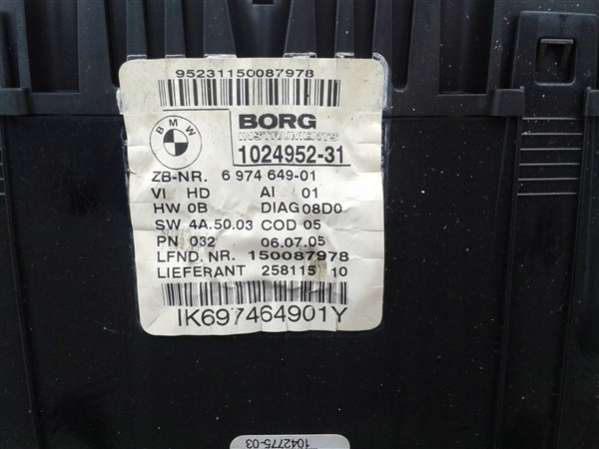 95231150087978
BMW
BORG
INSTRUMENTS
1024952-31
ZB-NR. 6 974 649-01
VI HD AI 01
HW 0B DIAG 08D0
SW 4A.50.03 COD 05
PN 032 06.07.05
LFND. NR. 150087978
LIEFERANT 258115 10
IK697464901Y
1042775-03